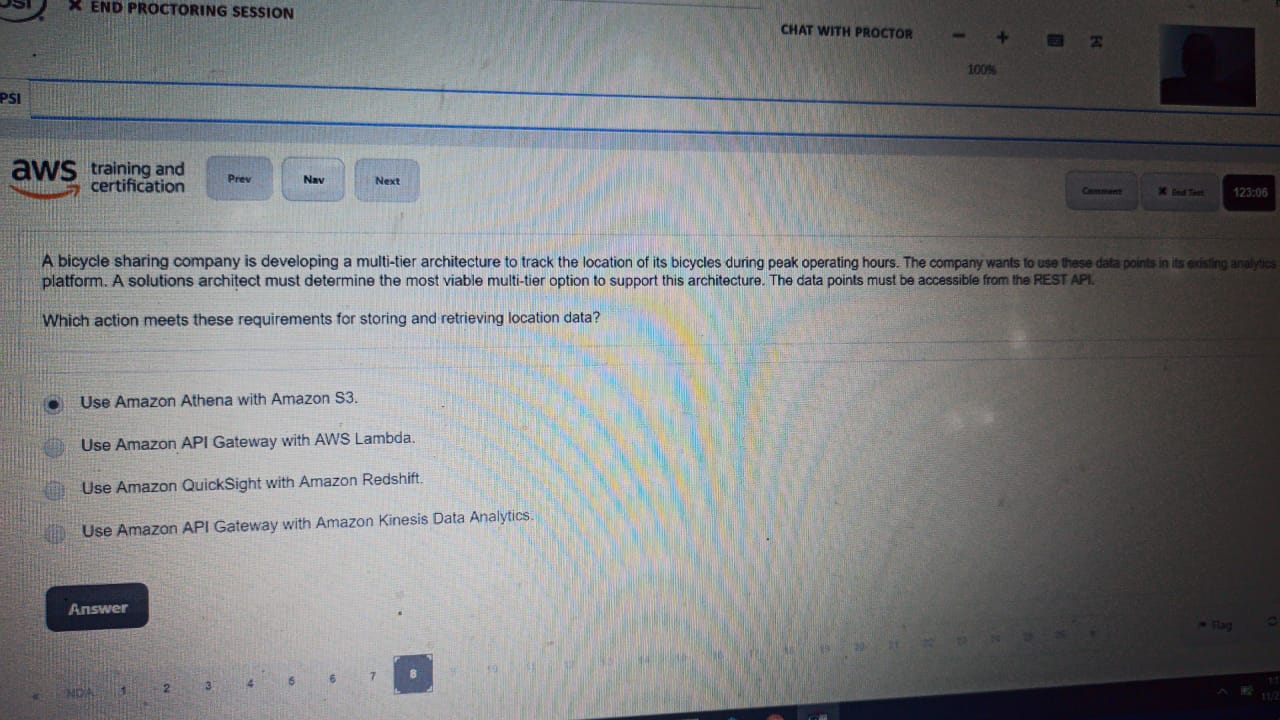 ✕ END PROCTORING SESSION
CHAT WITH PROCTOR
100%
PSI
aws training and certification
Prev
Nav
Next
Comment
✕ End Test
123:06
A bicycle sharing company is developing a multi-tier architecture to track the location of its bicycles during peak operating hours. The company wants to use these data points in its existing analytics
platform. A solutions architect must determine the most viable multi-tier option to support this architecture. The data points must be accessible from the REST API.
Which action meets these requirements for storing and retrieving location data?
Use Amazon Athena with Amazon S3.
Use Amazon API Gateway with AWS Lambda.
Use Amazon QuickSight with Amazon Redshift.
Use Amazon API Gateway with Amazon Kinesis Data Analytics.
Answer
Flag
NDA 1 2 3 4 5 6 7 8